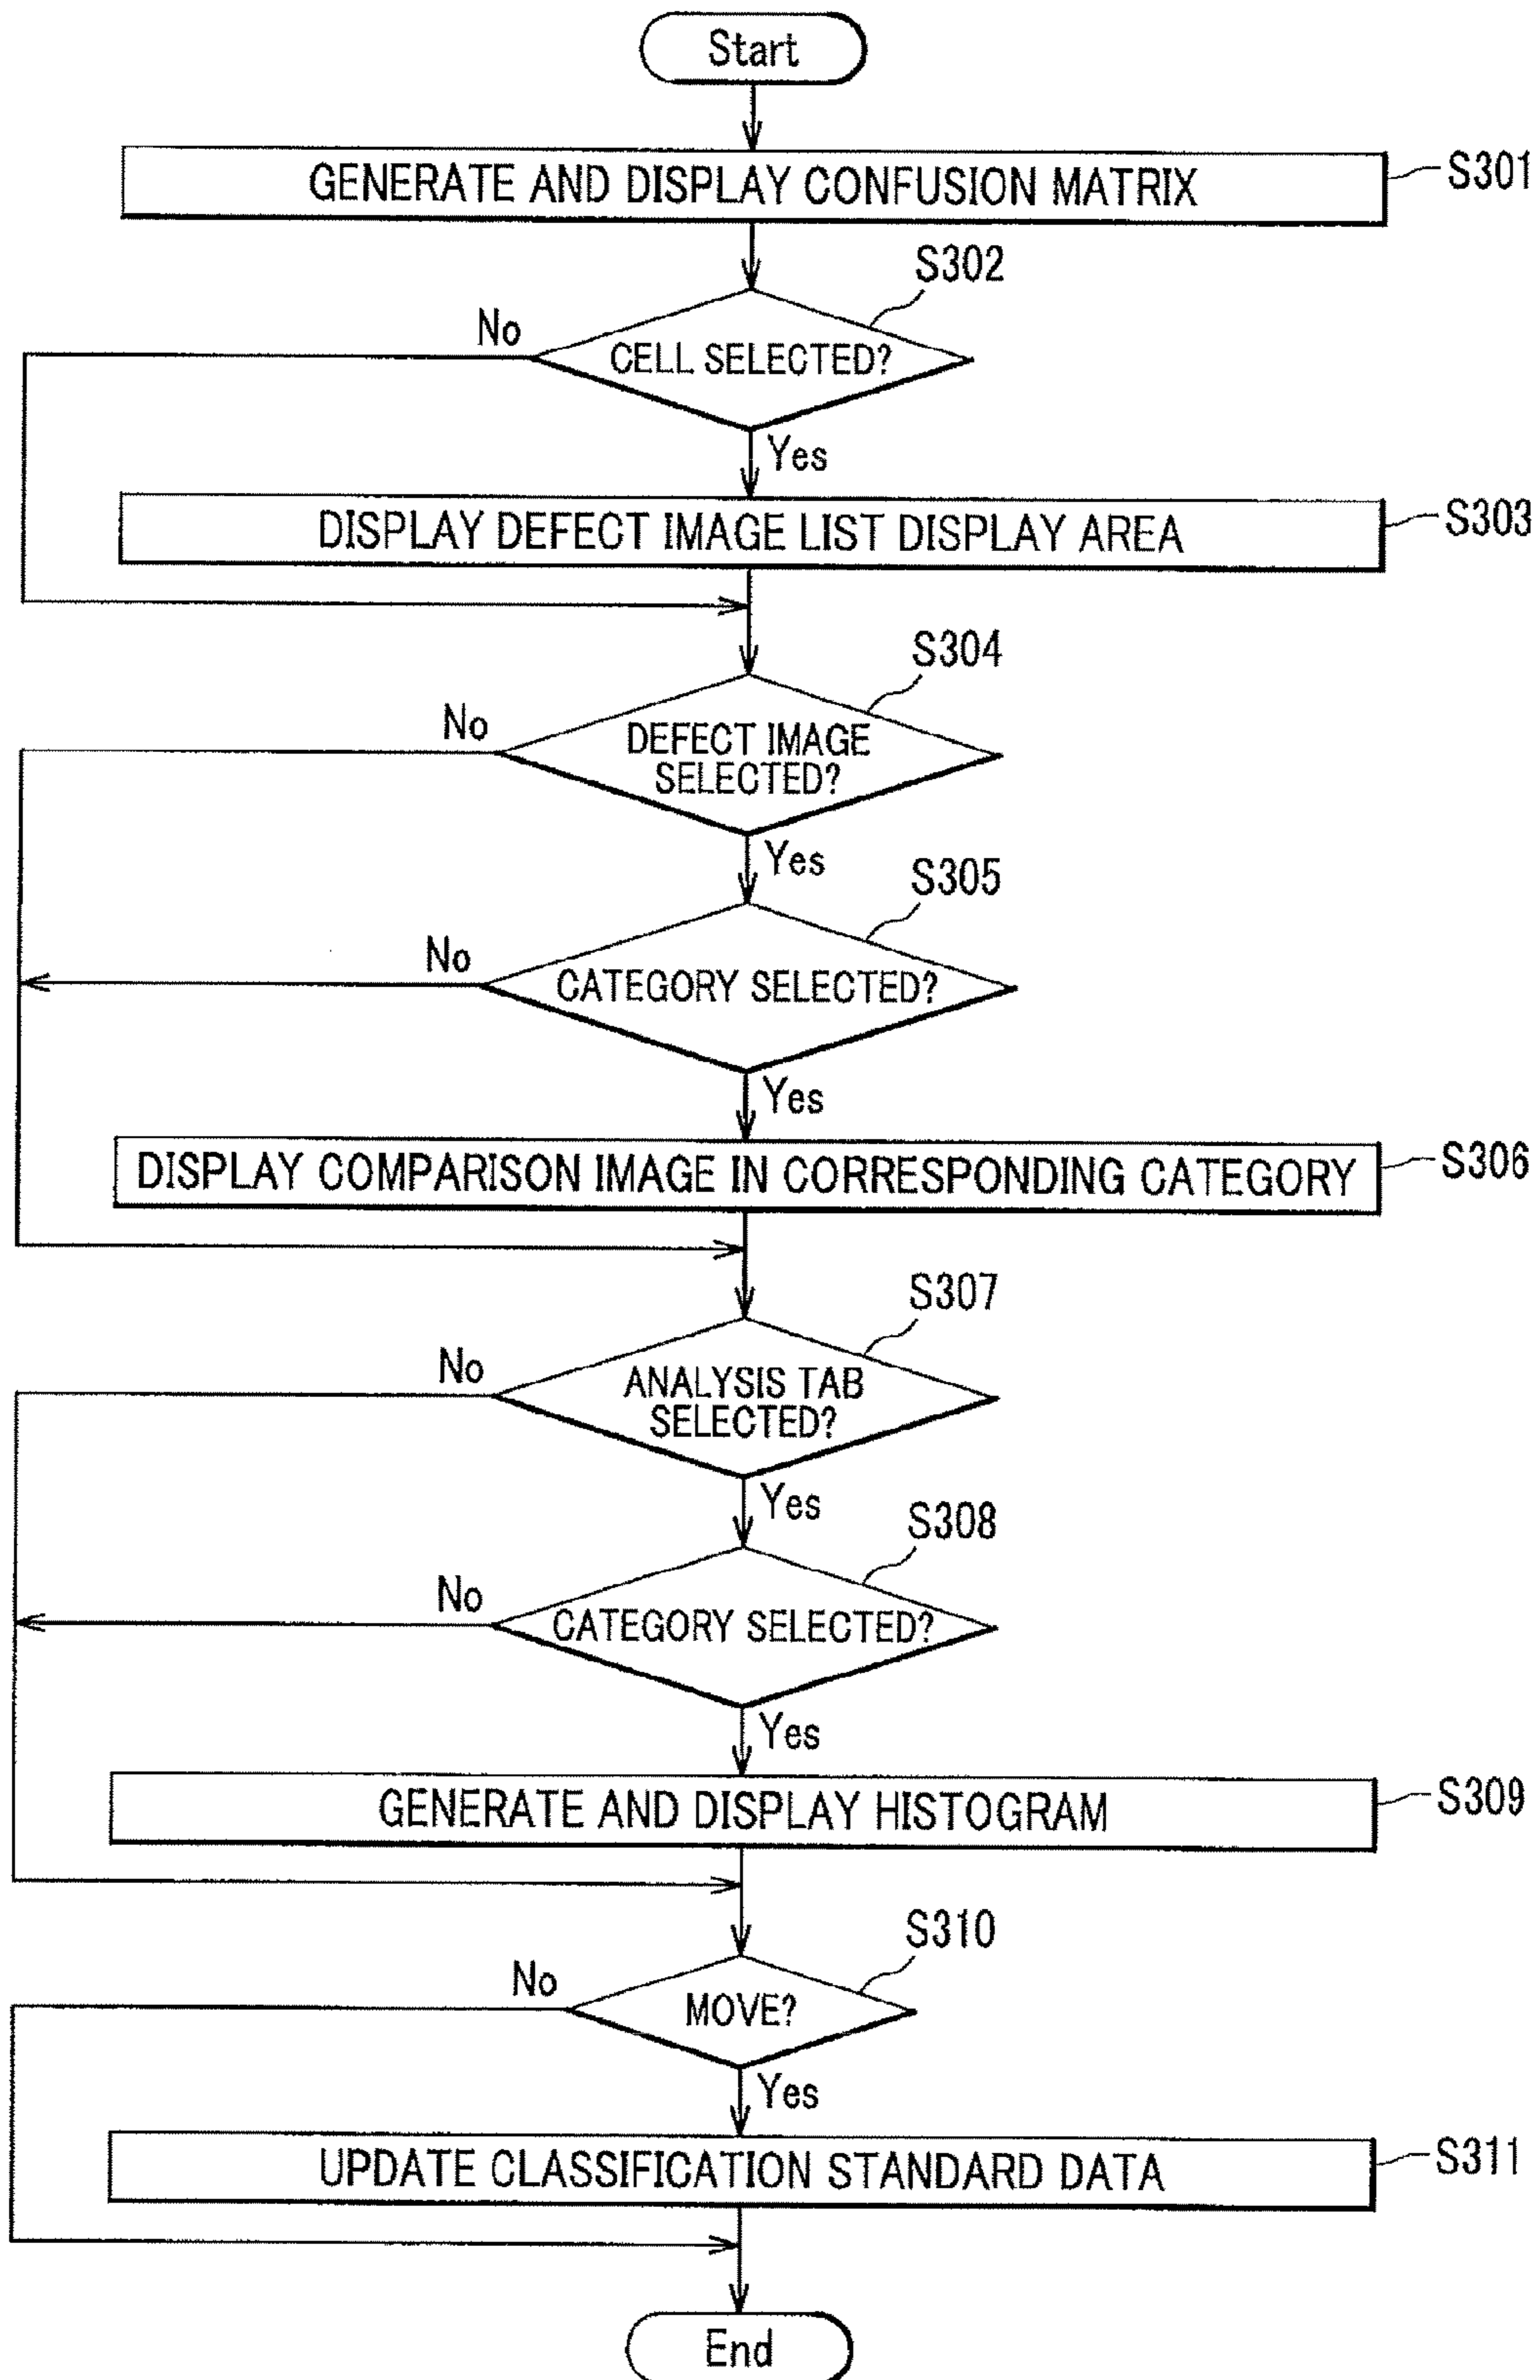 Start
GENERATE AND DISPLAY CONFUSION MATRIX
S301
S302
No
CELL SELECTED?
Yes
DISPLAY DEFECT IMAGE LIST DISPLAY AREA
S303
S304
No
DEFECT IMAGE
SELECTED?
Yes
S305
No
CATEGORY SELECTED?
Yes
DISPLAY COMPARISON IMAGE IN CORRESPONDING CATEGORY
S306
S307
No
ANALYSIS TAB
SELECTED?
Yes
S308
No
CATEGORY SELECTED?
Yes
GENERATE AND DISPLAY HISTOGRAM
S309
S310
No
MOVE?
Yes
UPDATE CLASSIFICATION STANDARD DATA
S311
End